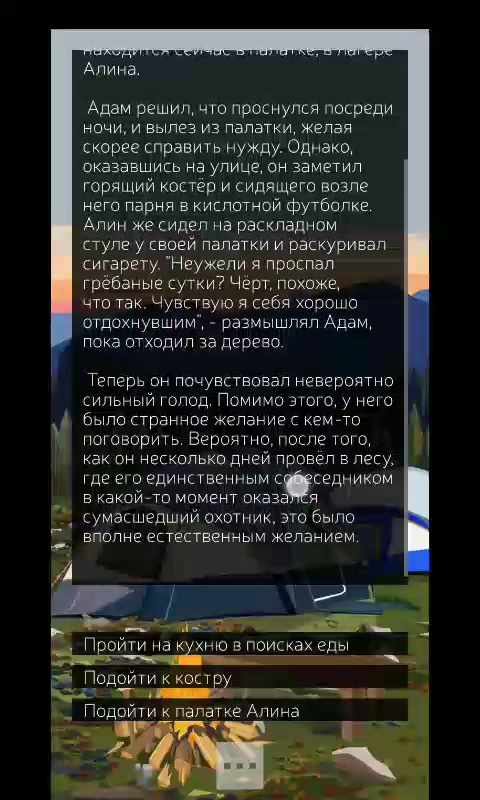 находится сейчас в палатке, в лагере
Алина.
Адам решил, что проснулся посреди
ночи, и вылез из палатки, желая
скорее справить нужду. Однако,
оказавшись на улице, он заметил
горящий костёр и сидящего возле
него парня в кислотной футболке.
Алин же сидел на раскладном
стуле у своей палатки и раскуривал
сигарету. "Неужели я проспал
грёбаные сутки? Чёрт, похоже,
что так. Чувствую я себя хорошо
отдохнувшим", - размышлял Адам,
пока отходил за дерево.
Теперь он почувствовал невероятно
сильный голод. Помимо этого, у него
было странное желание с кем-то
поговорить. Вероятно, после того,
как он несколько дней провёл в лесу,
где его единственным собеседником
в какой-то момент оказался
сумасшедший охотник, это было
вполне естественным желанием.
Пройти на кухню в поисках еды
Подойти к костру
Подойти к палатке Алина